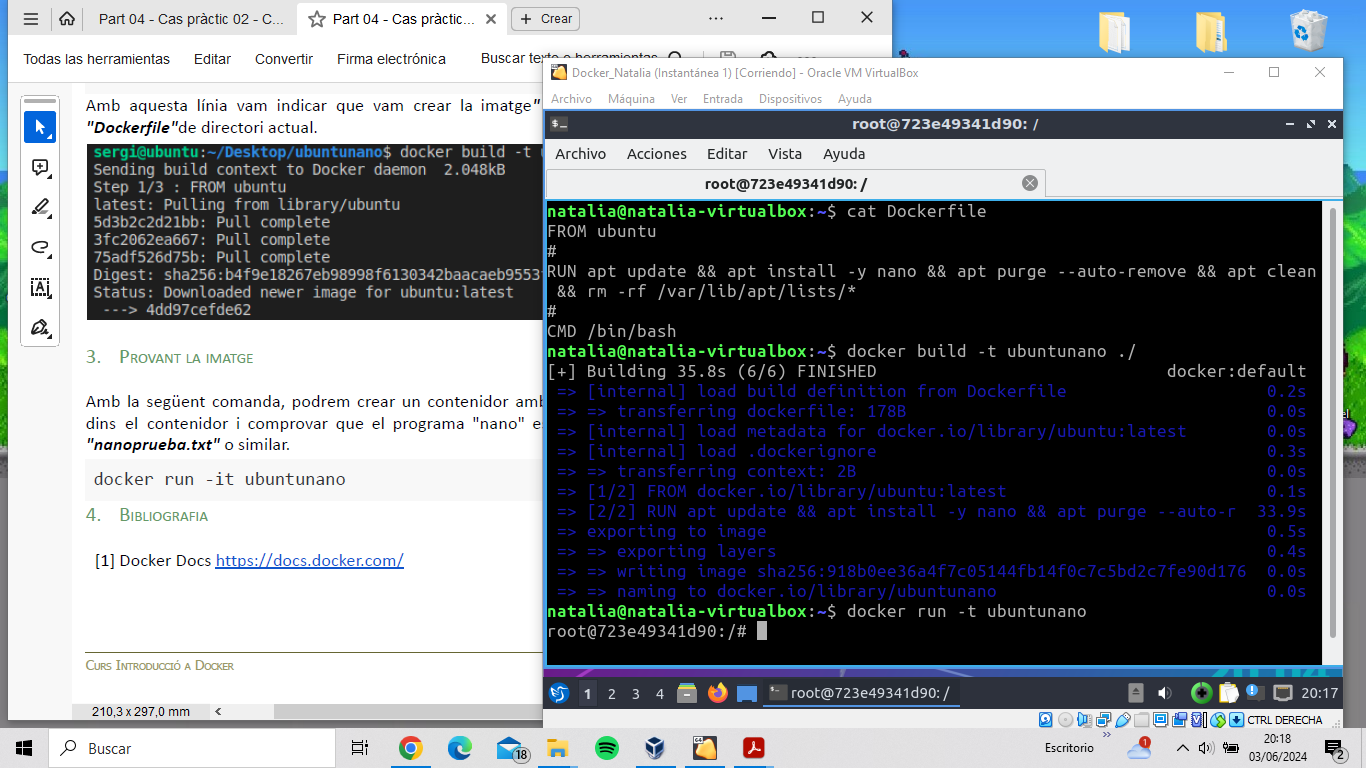 Part 04 - Cas pràctic 02 - C...
Part 04 - Cas pràctic...
Crear
Todas las herramientas
Editar
Convertir
Firma electrónica
Buscar texto o herramientas
Amb aquesta línia vam indicar que vam crear la imatge"
"Dockerfile"de directori actual.
sergi@ubuntu:~/Desktop/ubuntunano$ docker build -t u
Sending build context to Docker daemon  2.048kB
Step 1/3 : FROM ubuntu
latest: Pulling from library/ubuntu
5d3b2c2d21bb: Pull complete
3fc2062ea667: Pull complete
75adf526d75b: Pull complete
Digest: sha256:b4f9e18267eb98998f6130342baacaeb9553
Status: Downloaded newer image for ubuntu:latest
---> 4dd97cefde62
3. Provant la imatge
Amb la següent comanda, podrem crear un contenidor amb
dins el contenidor i comprovar que el programa "nano" es
"nanoprueba.txt" o similar.
docker run -it ubuntunano
4. Bibliografia
[1] Docker Docs https://docs.docker.com/
Curs Introducció a Docker
210,3 x 297,0 mm
Docker_Natalia (Instantánea 1) [Corriendo] - Oracle VM VirtualBox
Archivo Máquina Ver Entrada Dispositivos Ayuda
root@723e49341d90: /
Archivo Acciones Editar Vista Ayuda
root@723e49341d90: /
natalia@natalia-virtualbox:~$ cat Dockerfile
FROM ubuntu
#
RUN apt update && apt install -y nano && apt purge --auto-remove && apt clean
&& rm -rf /var/lib/apt/lists/*
#
CMD /bin/bash
natalia@natalia-virtualbox:~$ docker build -t ubuntunano ./
[+] Building 35.8s (6/6) FINISHED docker:default
=> [internal] load build definition from Dockerfile 0.2s
=> => transferring dockerfile: 178B 0.0s
=> [internal] load metadata for docker.io/library/ubuntu:latest 0.0s
=> [internal] load .dockerignore 0.3s
=> => transferring context: 2B 0.0s
=> [1/2] FROM docker.io/library/ubuntu:latest 0.1s
=> [2/2] RUN apt update && apt install -y nano && apt purge --auto-r 33.9s
=> exporting to image 0.5s
=> => exporting layers 0.4s
=> => writing image sha256:918b0ee36a4f7c05144fb14f0c7c5bd2c7fe90d176 0.0s
=> => naming to docker.io/library/ubuntunano 0.0s
natalia@natalia-virtualbox:~$ docker run -t ubuntunano
root@723e49341d90:/#
1 2 3 4
root@723e49341d90: /
20:17
CTRL DERECHA
Buscar
18
Escritorio
1
20:18
03/06/2024
2